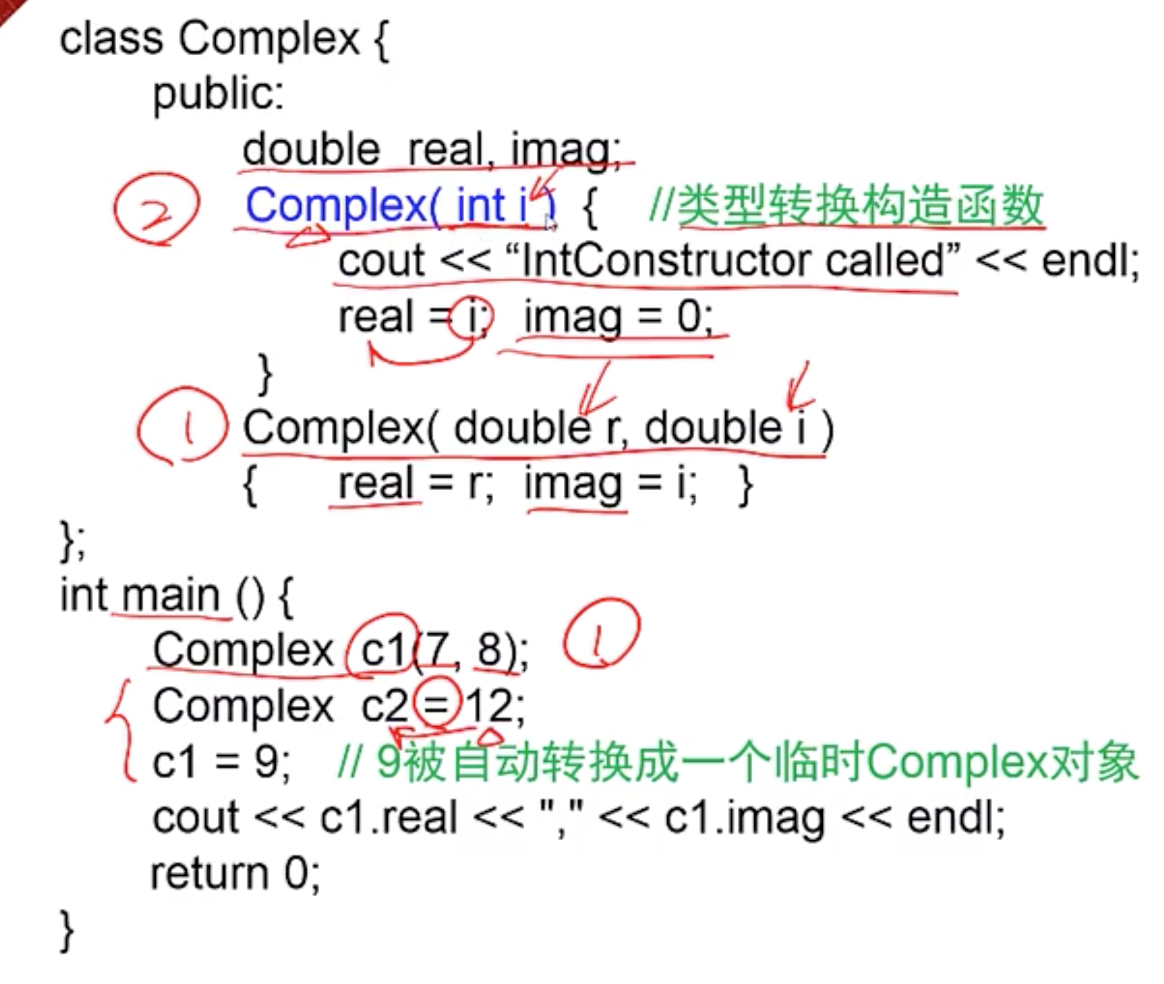 class Complex {
public:
double real, imag;
② Complex( int i ) { //类型转换构造函数
cout << “IntConstructor called” << endl;
real = i; imag = 0;
}
① Complex( double r, double i )
{ real = r; imag = i; }
};
int main () {
Complex c1(7, 8); ①
Complex c2 = 12;
c1 = 9; // 9被自动转换成一个临时Complex对象
cout << c1.real << "," << c1.imag << endl;
return 0;
}